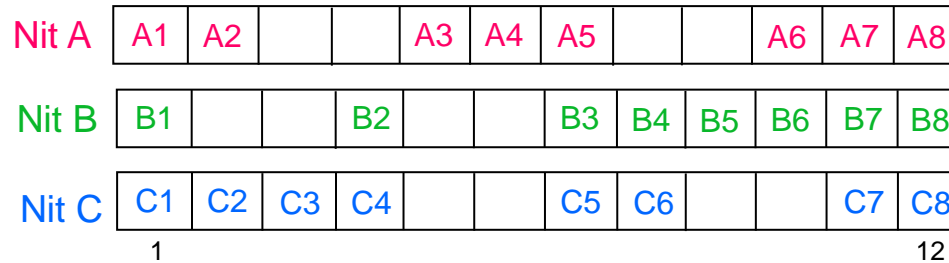 Nit A A1 A2 A3 A4 A5 A6 A7 A8
Nit B B1 B2 B3 B4 B5 B6 B7 B8
Nit C C1 C2 C3 C4 C5 C6 C7 C8
1 12